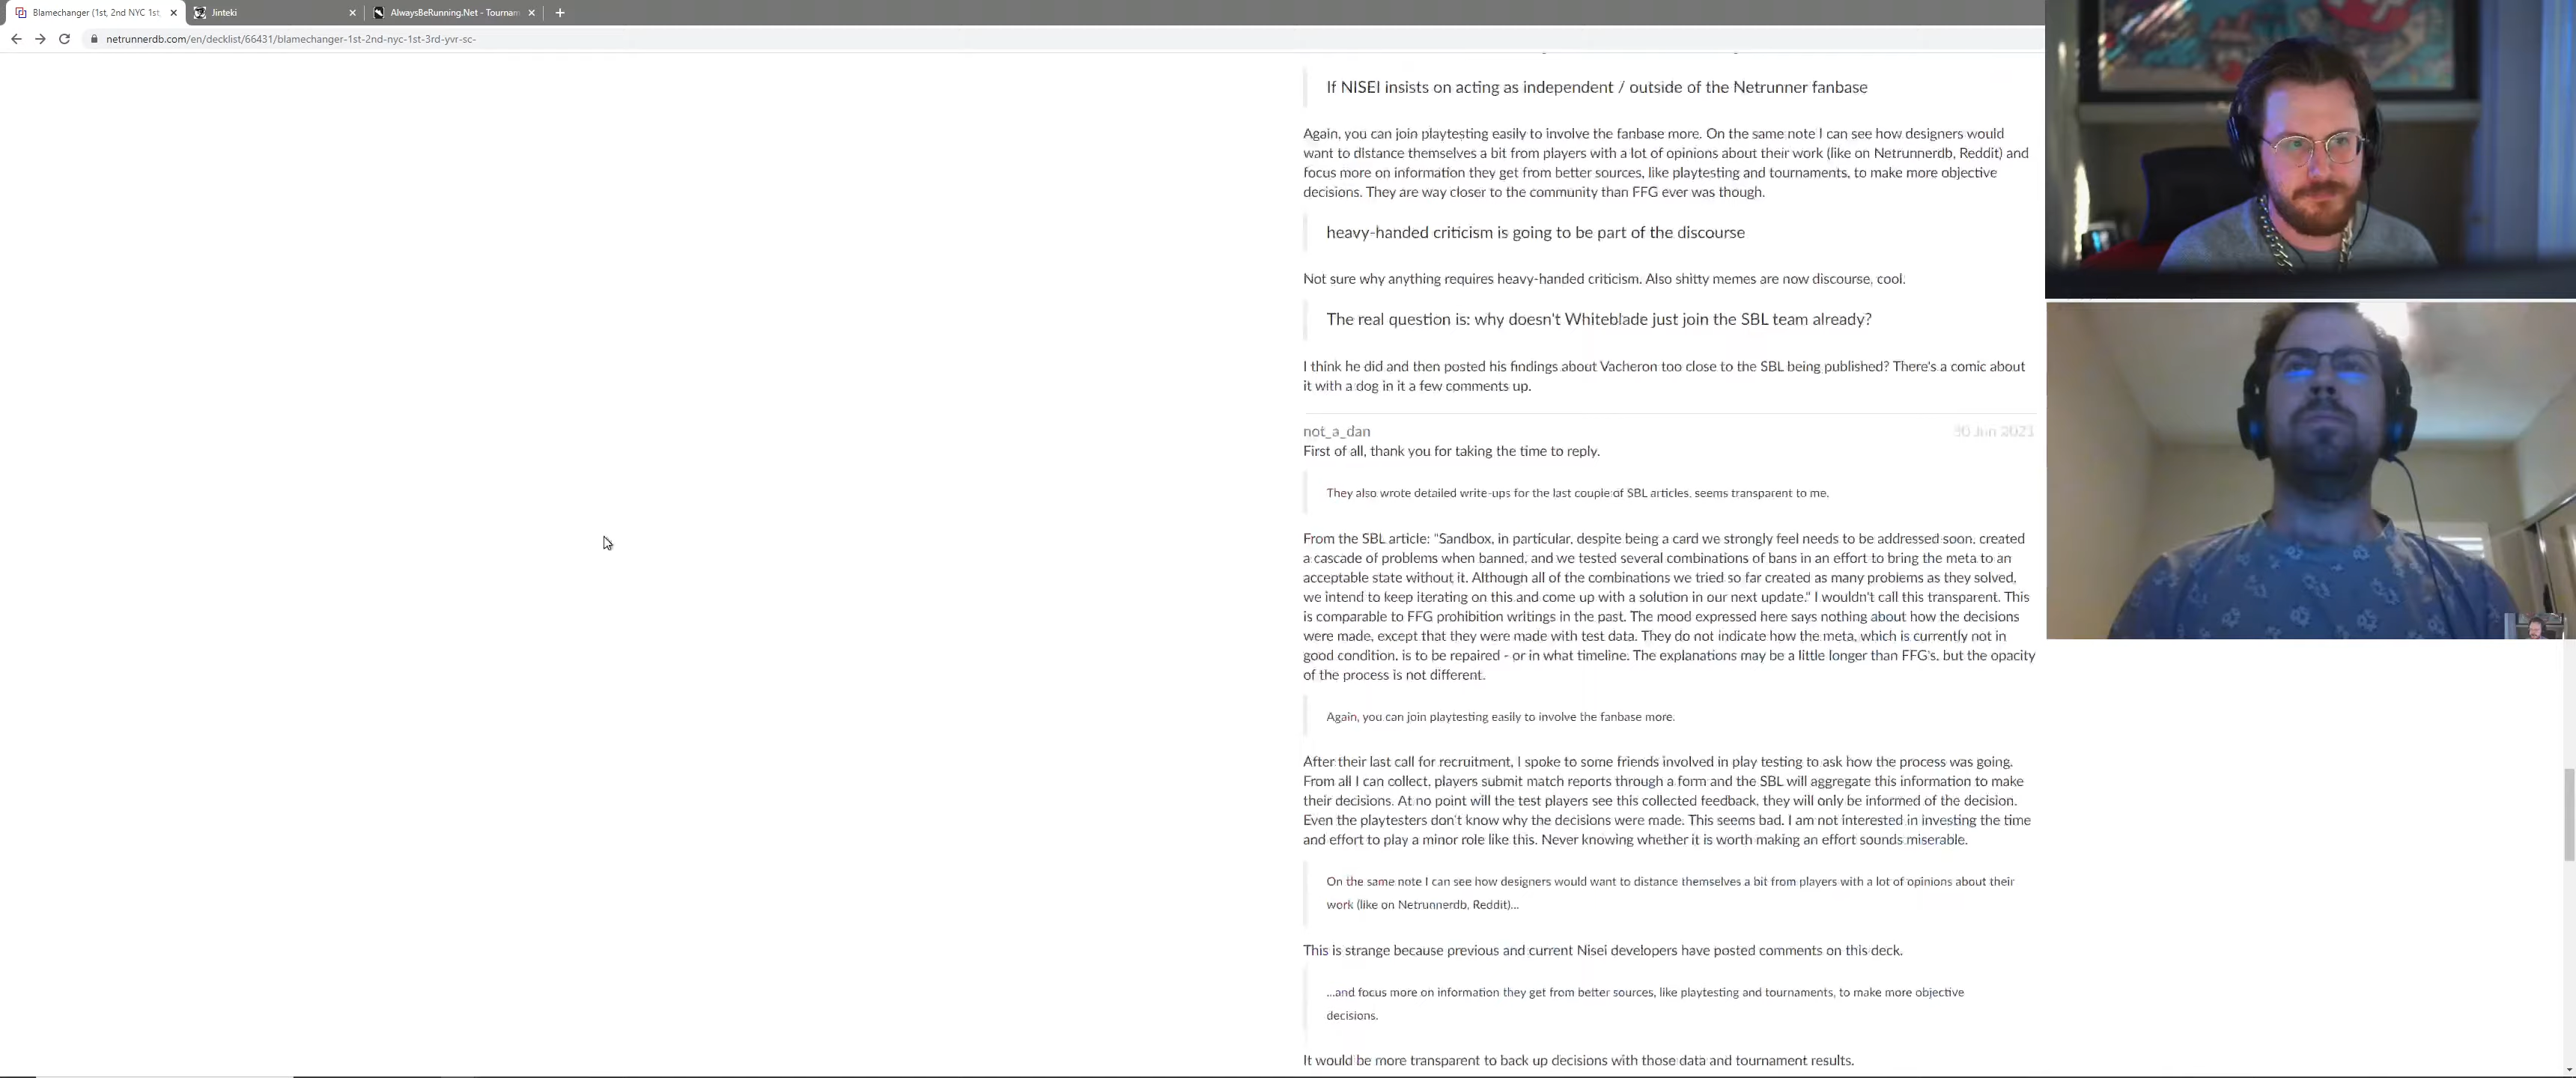 Blamechanger (1st, 2nd NYC 1st,
Jinteki
AlwaysBeRunning.Net - Tournam
netrunnerdb.com/en/decklist/66431/blamechanger-1st-2nd-nyc-1st-3rd-yvr-sc-
If NISEI insists on acting as independent / outside of the Netrunner fanbase
Again, you can join playtesting easily to involve the fanbase more. On the same note I can see how designers would
want to distance themselves a bit from players with a lot of opinions about their work (like on Netrunnerdb, Reddit) and
focus more on information they get from better sources, like playtesting and tournaments, to make more objective
decisions. They are way closer to the community than FFG ever was though.
heavy-handed criticism is going to be part of the discourse
Not sure why anything requires heavy-handed criticism. Also shitty memes are now discourse, cool.
The real question is: why doesn't Whiteblade just join the SBL team already?
I think he did and then posted his findings about Vacheron too close to the SBL being published? There's a comic about
it with a dog in it a few comments up.
not_a_dan
Jun 2021
First of all, thank you for taking the time to reply.
They also wrote detailed write-ups for the last couple of SBL articles, seems transparent to me.
From the SBL article: "Sandbox, in particular, despite being a card we strongly feel needs to be addressed soon, created
a cascade of problems when banned, and we tested several combinations of bans in an effort to bring the meta to an
acceptable state without it. Although all of the combinations we tried so far created as many problems as they solved,
we intend to keep iterating on this and come up with a solution in our next update." I wouldn't call this transparent. This
is comparable to FFG prohibition writings in the past. The mood expressed here says nothing about how the decisions
were made, except that they were made with test data. They do not indicate how the meta, which is currently not in
good condition, is to be repaired - or in what timeline. The explanations may be a little longer than FFG's, but the opacity
of the process is not different.
Again, you can join playtesting easily to involve the fanbase more.
After their last call for recruitment, I spoke to some friends involved in play testing to ask how the process was going.
From all I can collect, players submit match reports through a form and the SBL will aggregate this information to make
their decisions. At no point will the test players see this collected feedback, they will only be informed of the decision.
Even the playtesters don't know why the decisions were made. This seems bad. I am not interested in investing the time
and effort to play a minor role like this. Never knowing whether it is worth making an effort sounds miserable.
On the same note I can see how designers would want to distance themselves a bit from players with a lot of opinions about their
work (like on Netrunnerdb, Reddit)...
This is strange because previous and current Nisei developers have posted comments on this deck.
...and focus more on information they get from better sources, like playtesting and tournaments, to make more objective
decisions.
It would be more transparent to back up decisions with those data and tournament results.